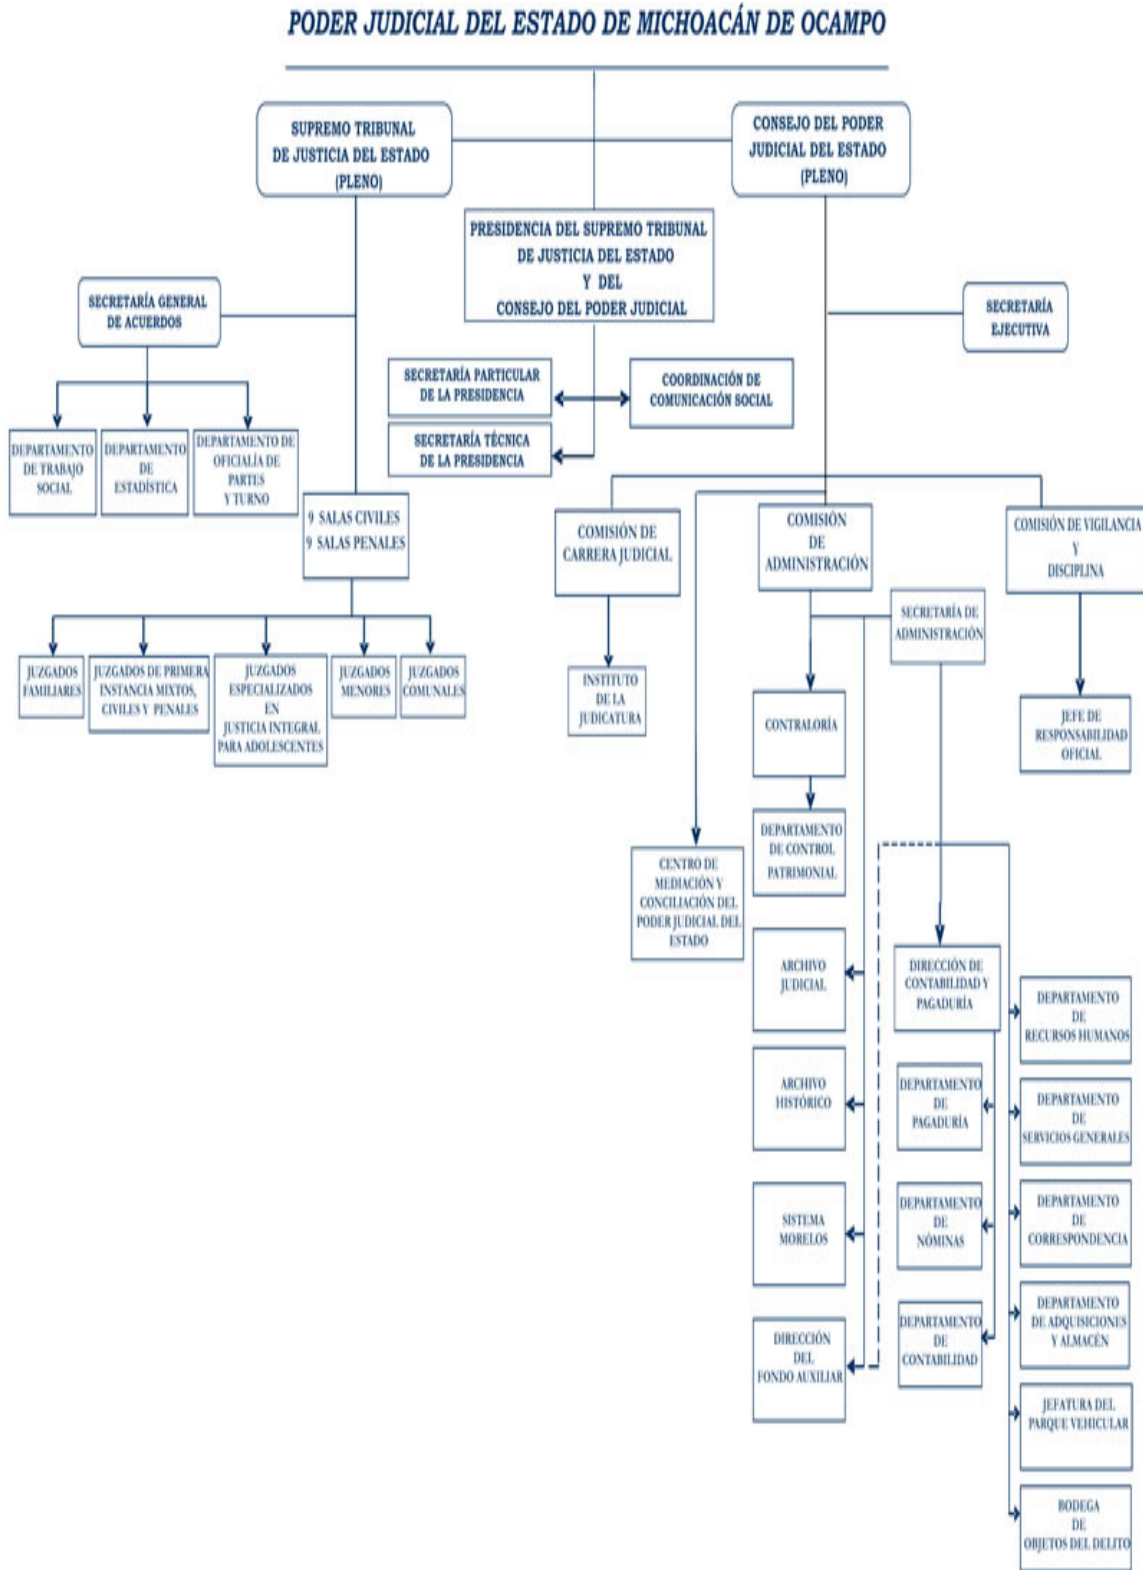 PODER JUDICIAL DEL ESTADO DE MICHOACÁN DE OCAMPO
SUPREMO TRIBUNAL
DE JUSTICIA DEL ESTADO
(PLENO)
CONSEJO DEL PODER
JUDICIAL DEL ESTADO
(PLENO)
PRESIDENCIA DEL SUPREMO TRIBUNAL
DE JUSTICIA DEL ESTADO
Y DEL
CONSEJO DEL PODER JUDICIAL
SECRETARÍA GENERAL
DE ACUERDOS
SECRETARÍA
EJECUTIVA
SECRETARÍA PARTICULAR
DE LA PRESIDENCIA
COORDINACIÓN DE
COMUNICACIÓN SOCIAL
SECRETARÍA TÉCNICA
DE LA PRESIDENCIA
DEPARTAMENTO
DE TRABAJO
SOCIAL
DEPARTAMENTO
DE
ESTADÍSTICA
DEPARTAMENTO DE
OFICIALÍA DE
PARTES
Y TURNO
9 SALAS CIVILES
9 SALAS PENALES
COMISIÓN DE
CARRERA JUDICIAL
COMISIÓN
DE
ADMINISTRACIÓN
COMISIÓN DE VIGILANCIA
Y
DISCIPLINA
SECRETARÍA DE
ADMINISTRACIÓN
JUZGADOS
FAMILIARES
JUZGADOS DE PRIMERA
INSTANCIA MIXTOS,
CIVILES Y PENALES
JUZGADOS
ESPECIALIZADOS
EN
JUSTICIA INTEGRAL
PARA ADOLESCENTES
JUZGADOS
MENORES
JUZGADOS
COMUNALES
INSTITUTO
DE LA
JUDICATURA
CONTRALORÍA
JEFE DE
RESPONSABILIDAD
OFICIAL
DEPARTAMENTO
DE CONTROL
PATRIMONIAL
CENTRO DE
MEDIACIÓN Y
CONCILIACIÓN DEL
PODER JUDICIAL DEL
ESTADO
ARCHIVO
JUDICIAL
DIRECCIÓN DE
CONTABILIDAD Y
PAGADURÍA
DEPARTAMENTO
DE
RECURSOS HUMANOS
ARCHIVO
HISTÓRICO
DEPARTAMENTO
DE
PAGADURÍA
DEPARTAMENTO
DE
SERVICIOS GENERALES
SISTEMA
MORELOS
DEPARTAMENTO
DE
NÓMINAS
DEPARTAMENTO
DE
CORRESPONDENCIA
DIRECCIÓN
DEL
FONDO AUXILIAR
DEPARTAMENTO
DE
CONTABILIDAD
DEPARTAMENTO
DE ADQUISICIONES
Y ALMACÉN
JEFATURA DEL
PARQUE VEHICULAR
BODEGA
DE
OBJETOS DEL DELITO